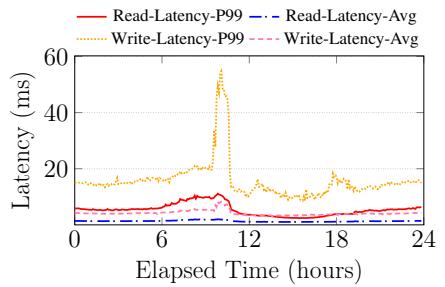 Read-Latency-P99 Read-Latency-Avg
Write-Latency-P99 Write-Latency-Avg
60
40
20
0 6 12 18 24
Latency (ms)
Elapsed Time (hours)